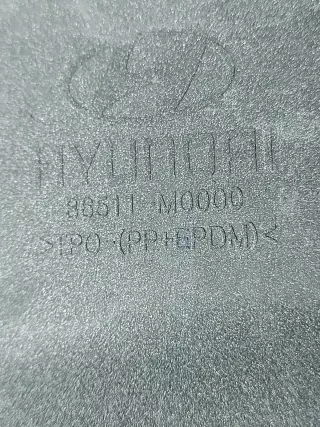 HYUNDAI
86511-M0000
>TPO-(PP+EPDM)<